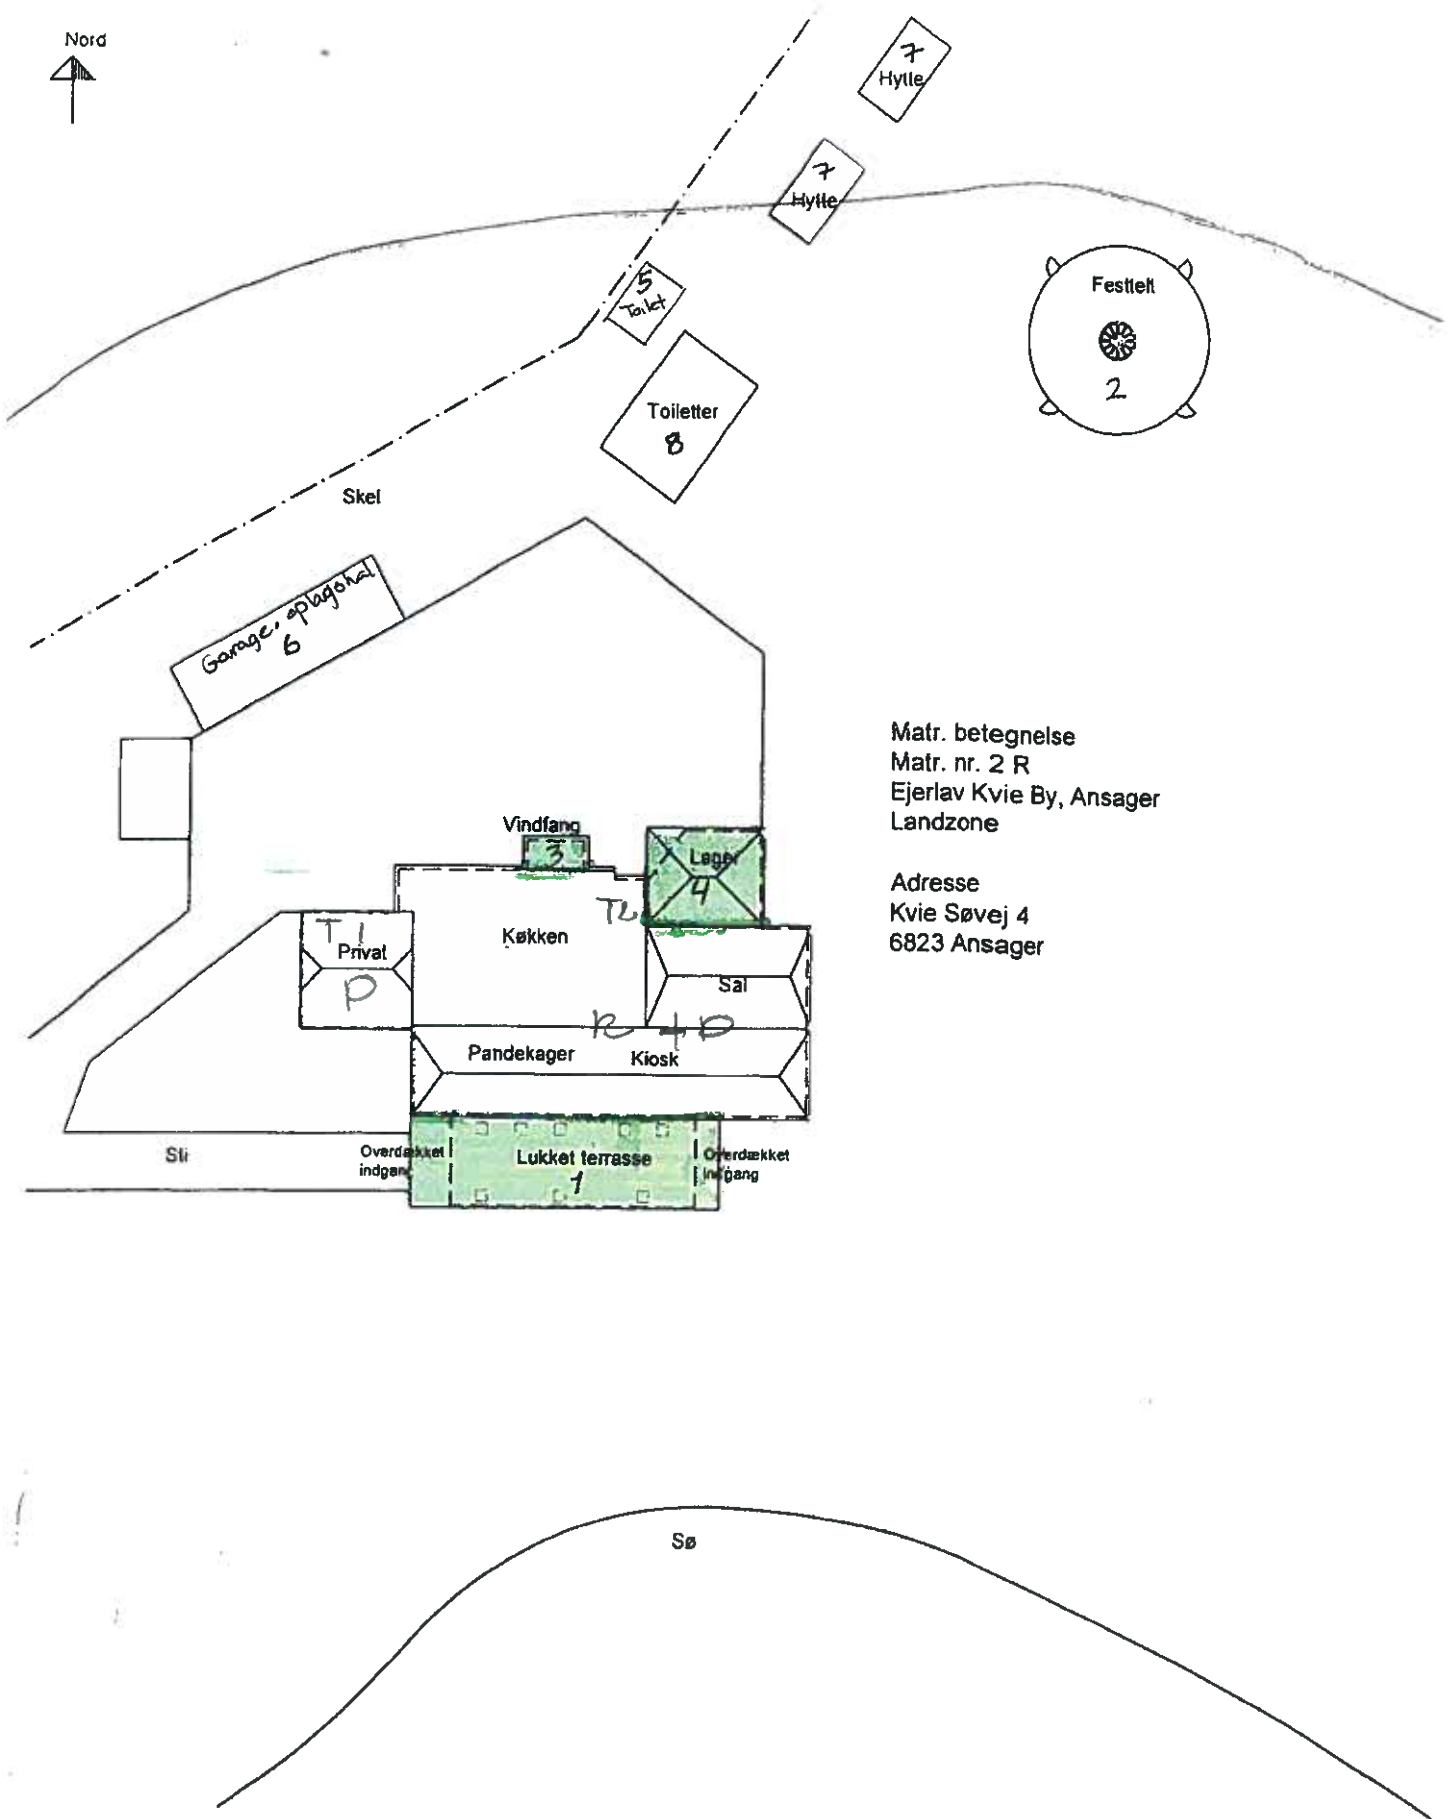 Nord
7
Hytte
7
Hytte
5
Toilet
Festtelt
2
Toiletter
8
Skel
Garage, oplagshal
6
Matr. betegnelse
Matr. nr. 2 R
Ejerlav Kvie By, Ansager
Landzone
Vindfang
3
Lager
4
Adresse
Kvie Søvej 4
6823 Ansager
T2
T 1
Privat
P
Køkken
Sal
R + D
Pandekager
Kiosk
Sti
Overdækket
indgang
Lukket terrasse
1
Overdækket
indgang
Sø